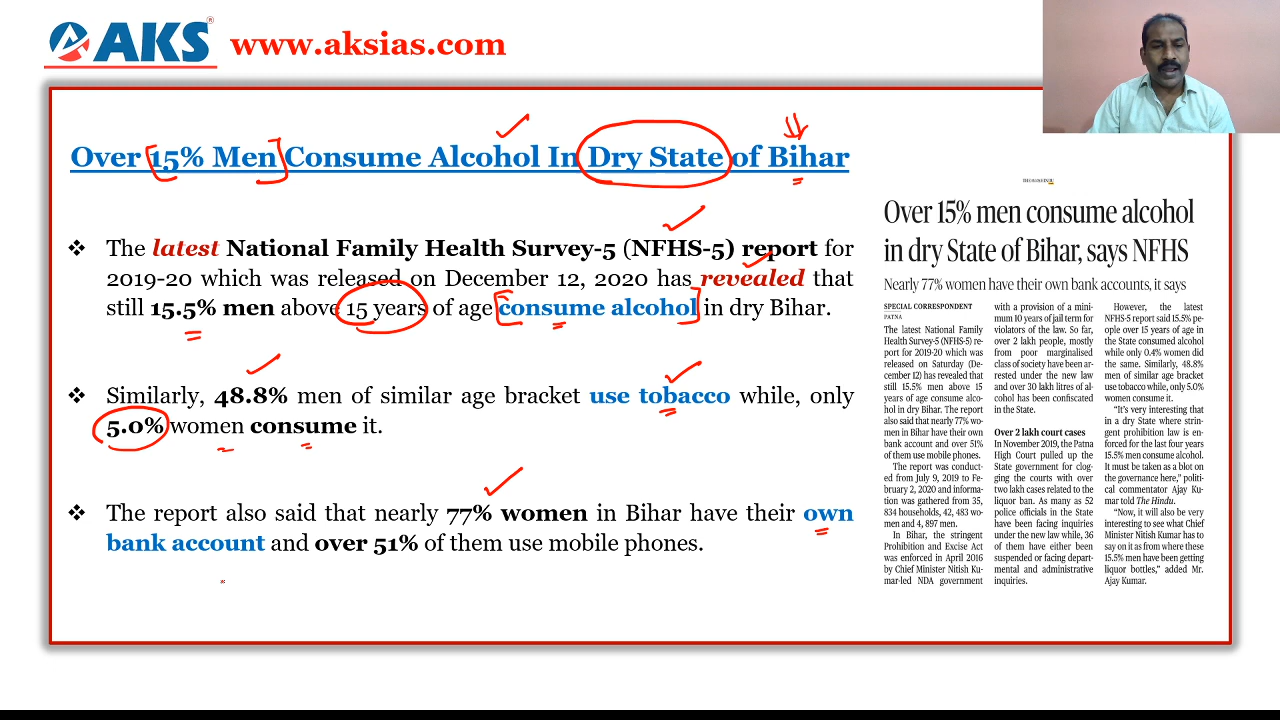 AKS
www.aksias.com
Over 15% Men Consume Alcohol In Dry State of Bihar
❖ The latest National Family Health Survey-5 (NFHS-5) report for
2019-20 which was released on December 12, 2020 has revealed that
still 15.5% men above 15 years of age consume alcohol in dry Bihar.
❖ Similarly, 48.8% men of similar age bracket use tobacco while, only
5.0% women consume it.
❖ The report also said that nearly 77% women in Bihar have their own
bank account and over 51% of them use mobile phones.
Over 15% men consume alcohol
in dry State of Bihar, says NFHS
Nearly 77% women have their own bank accounts, it says
SPECIAL CORRESPONDENT
PATNA
The latest National Family
Health Survey-5 (NFHS-5) re-
port for 2019-20 which was
released on Saturday (De-
cember 12) has revealed that
still 15.5% men above 15
years of age consume alco-
hol in dry Bihar. The report
also said that nearly 77% wo-
men in Bihar have their own
bank account and over 51%
of them use mobile phones.
The report was conduct-
ed from July 9, 2019 to Fe-
bruary 2, 2020 and informa-
tion was gathered from 35,
834 households, 42, 483 wo-
men and 4, 897 men.
In Bihar, the stringent
Prohibition and Excise Act
was enforced in April 2016
by Chief Minister Nitish Ku-
mar-led NDA government
with a provision of a mini-
mum 10 years of jail term for
violators of the law. So far,
over 2 lakh people, mostly
from poor marginalised
class of society have been ar-
rested under the new law
and over 30 lakh litres of al-
cohol has been confiscated
in the State.
Over 2 lakh court cases
In November 2019, the Patna
High Court pulled up the
State government for clog-
ging the courts with over
two lakh cases related to the
liquor ban. As many as 52
police officials in the State
have been facing inquiries
under the new law while, 36
of them have either been
suspended or facing depart-
mental and administrative
inquiries.
However, the latest
NFHS-5 report said 15.5% pe-
ople over 15 years of age in
the State consumed alcohol
while only 0.4% women did
the same. Similarly, 48.8%
men of similar age bracket
use tobacco while, only 5.0%
women consume it.
"It's very interesting that
in a dry State where strin-
gent prohibition law is en-
forced for the last four years
15.5% men consume alcohol.
It must be taken as a blot on
the governance here," politi-
cal commentator Ajay Ku-
mar told The Hindu.
"Now, it will also be very
interesting to see what Chief
Minister Nitish Kumar has to
say on it as from where these
15.5% men have been getting
liquor bottles," added Mr.
Ajay Kumar.